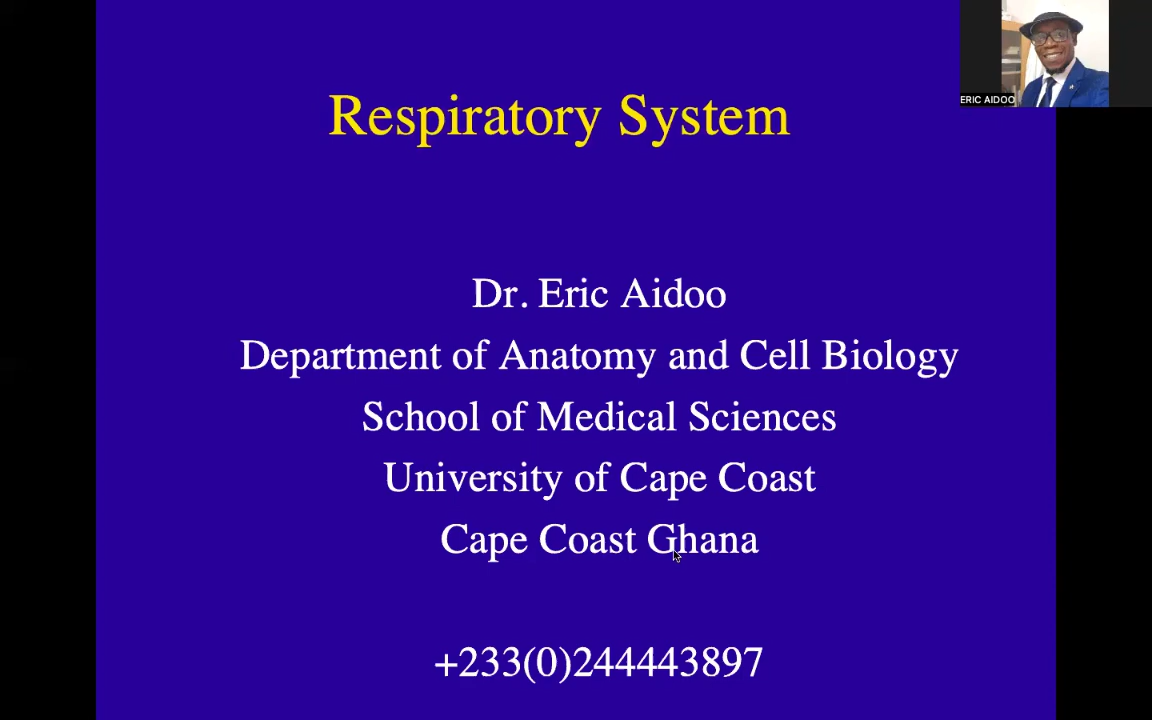 Respiratory System
ERIC AIDOO
Dr. Eric Aidoo
Department of Anatomy and Cell Biology
School of Medical Sciences
University of Cape Coast
Cape Coast Ghana
+233(0)244443897